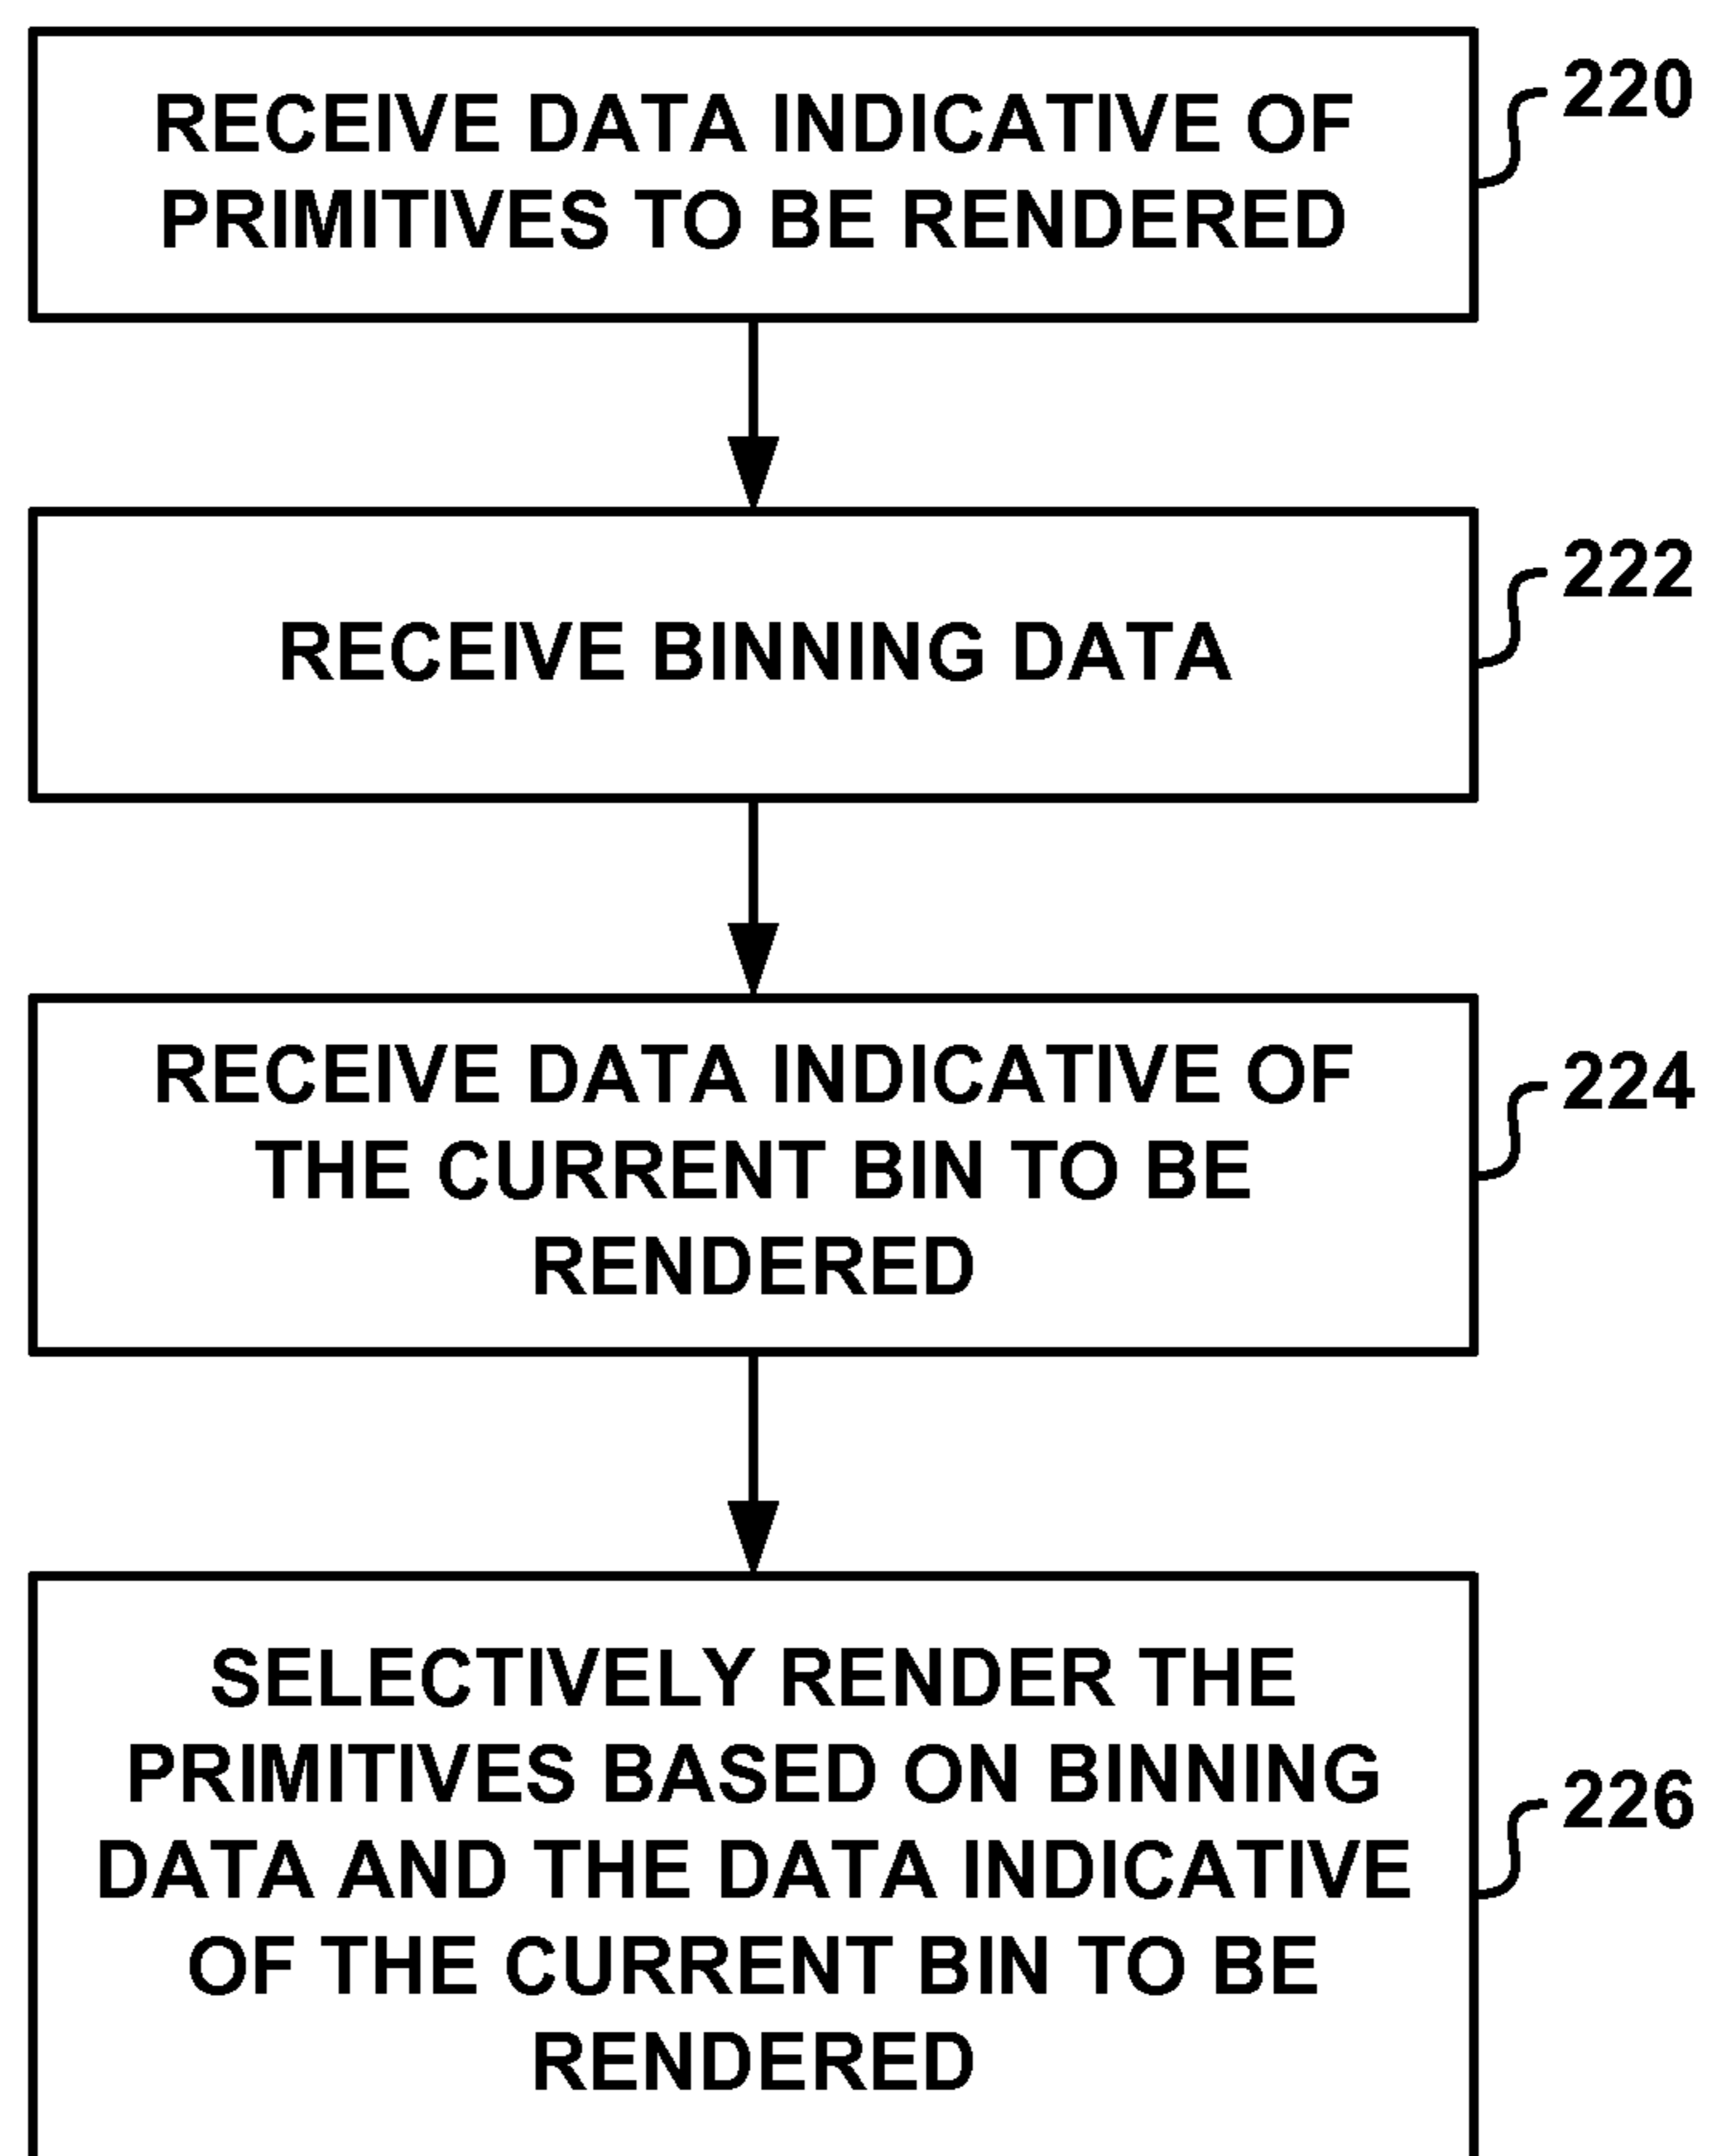 RECEIVE DATA INDICATIVE OF
PRIMITIVES TO BE RENDERED
220
RECEIVE BINNING DATA
222
RECEIVE DATA INDICATIVE OF
THE CURRENT BIN TO BE
RENDERED
224
SELECTIVELY RENDER THE
PRIMITIVES BASED ON BINNING
DATA AND THE DATA INDICATIVE
OF THE CURRENT BIN TO BE
RENDERED
226